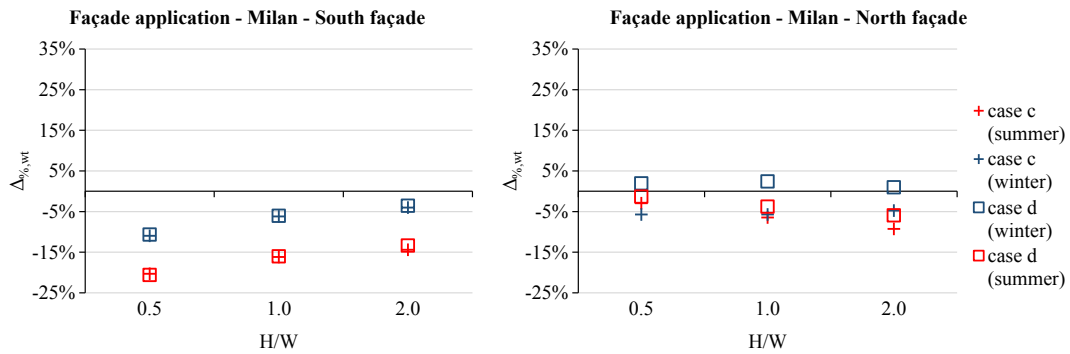 Façade application - Milan - South façade
35%
25%
15%
5%
-5%
-15%
-25%
Δ%,wt
0.5 1.0 2.0
H/W
Façade application - Milan - North façade
35%
25%
15%
5%
-5%
-15%
-25%
Δ%,wt
0.5 1.0 2.0
H/W
case c
(summer)
case c
(winter)
case d
(winter)
case d
(summer)